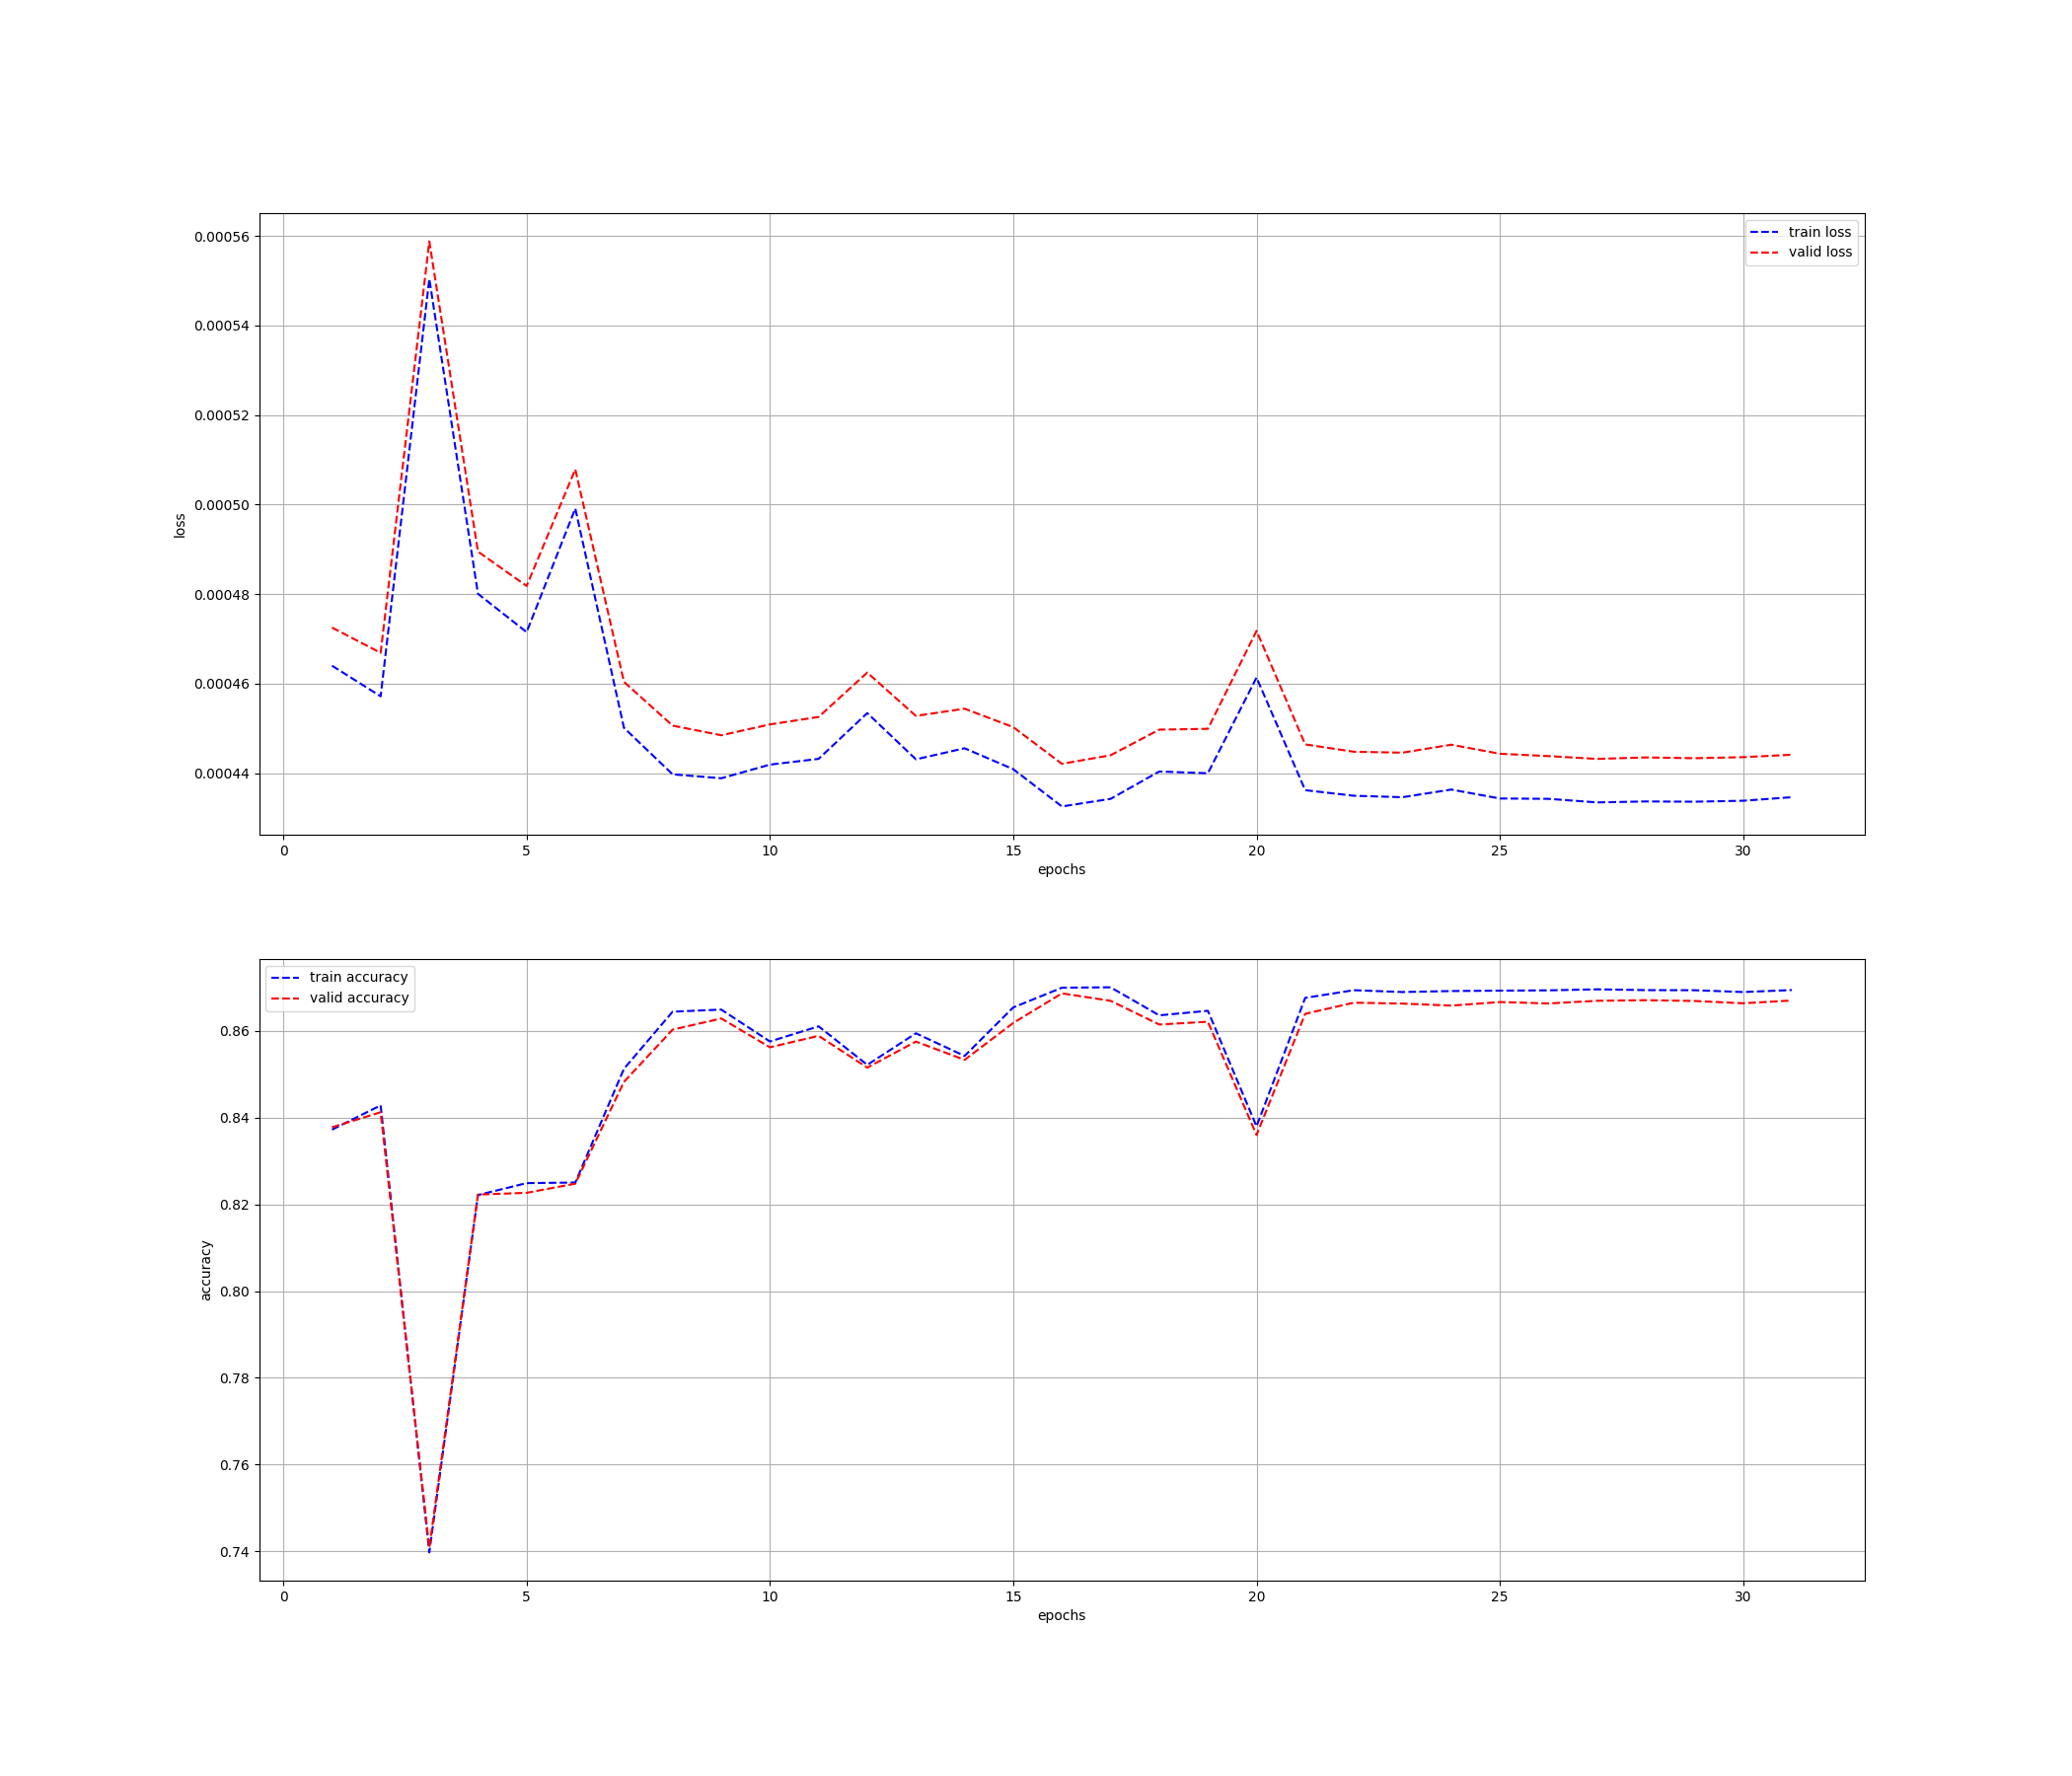 train loss
valid loss
0.00056
0.00054
0.00052
0.00050
0.00048
0.00046
0.00044
loss
0 5 10 15 20 25 30
epochs
train accuracy
valid accuracy
0.86
0.84
0.82
0.80
0.78
0.76
0.74
accuracy
0 5 10 15 20 25 30
epochs